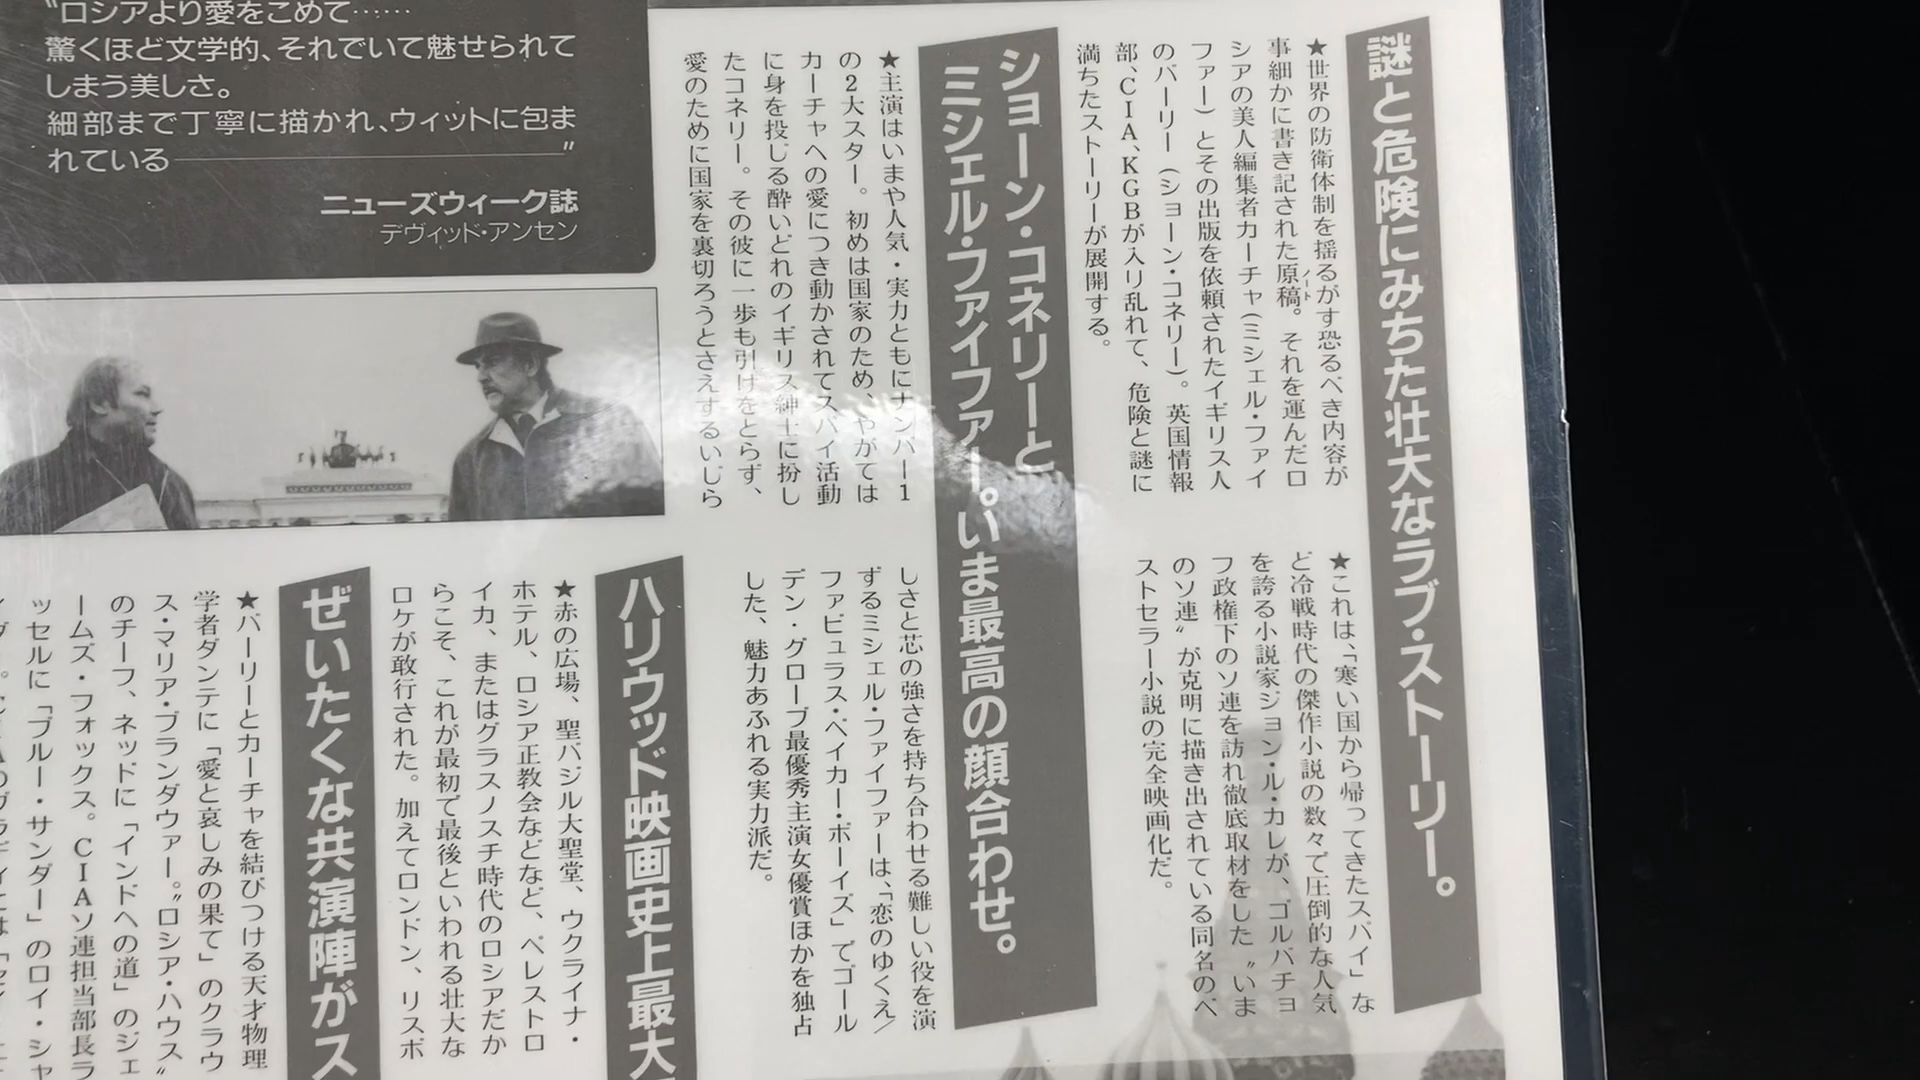 謎と危険にみちた壮大なラブ・ストーリー。
★世界の防衛体制を揺るがす恐るべき内容が
事細かに書き記された原稿。それを運んだロ
ノート
シアの美人編集者カーチャ(ミシェル・ファイ
ファー)とその出版を依頼されたイギリス人
のバーリー(ショーン・コネリー)。英国情報
部、CIA、KGBが入り乱れて、危険と謎に
満ちたストーリーが展開する。
★これは、「寒い国から帰ってきたスパイ」な
ど冷戦時代の傑作小説の数々で圧倒的な人気
を誇る小説家ジョン・ル・カレが、ゴルバチョ
フ政権下のソ連を訪れ徹底取材をした〝いま
のソ連〟が克明に描き出されている同名のベ
ストセラー小説の完全映画化だ。
ショーン・コネリーと
ミシェル・ファイファー。いま最高の顔合わせ。
★主演はいまや人気・実力ともにナンバー1
の2大スター。初めは国家のため、やがては
カーチャへの愛につき動かされてスパイ活動
に身を投じる酔いどれのイギリス紳士に扮し
たコネリー。その彼に一歩も引けをとらず、
愛のために国家を裏切ろうとさえするいじら
しさと芯の強さを持ち合わせる難しい役を演
ずるミシェル・ファイファーは、「恋のゆくえ/
ファビュラス・ベイカー・ボーイズ」でゴール
デン・グローブ最優秀主演女優賞ほかを独占
した、魅力あふれる実力派だ。
"ロシアより愛をこめて……
驚くほど文学的、それでいて魅せられて
しまう美しさ。
細部まで丁寧に描かれ、ウィットに包ま
れている——"
ニューズウィーク誌
デヴィッド・アンセン
ハリウッド映画史上最大
★赤の広場、聖バジル大聖堂、ウクライナ・
ホテル、ロシア正教会などなど、ペレストロ
イカ、またはグラスノスチ時代のロシアだか
らこそ、これが最初で最後といわれる壮大な
ロケが敢行された。加えてロンドン、リスボ
ぜいたくな共演陣がス
★バーリーとカーチャを結びつける天才物理
学者ダンテに「愛と哀しみの果て」のクラウ
ス・マリア・ブランダウァー。〝ロシア・ハウス〟
のチーフ、ネッドに「インドへの道」のジェ
ームズ・フォックス。CIAソ連担当部長ラ
ッセルに「ブルー・サンダー」のロイ・シャ